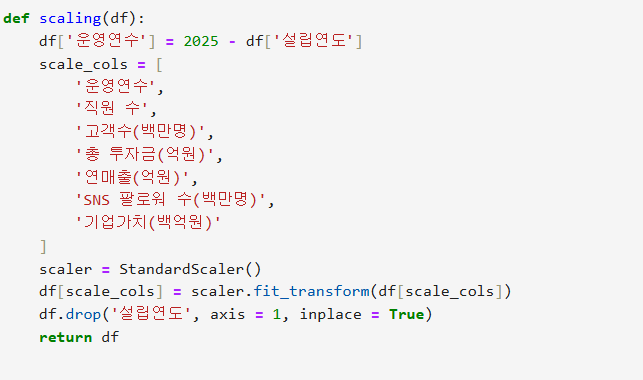 def scaling(df):
    df['운영연수'] = 2025 - df['설립연도']
    scale_cols = [
        '운영연수',
        '직원 수',
        '고객수(백만명)',
        '총 투자금(억원)',
        '연매출(억원)',
        'SNS 팔로워 수(백만명)',
        '기업가치(백억원)'
    ]
    scaler = StandardScaler()
    df[scale_cols] = scaler.fit_transform(df[scale_cols])
    df.drop('설립연도', axis = 1, inplace = True)
    return df